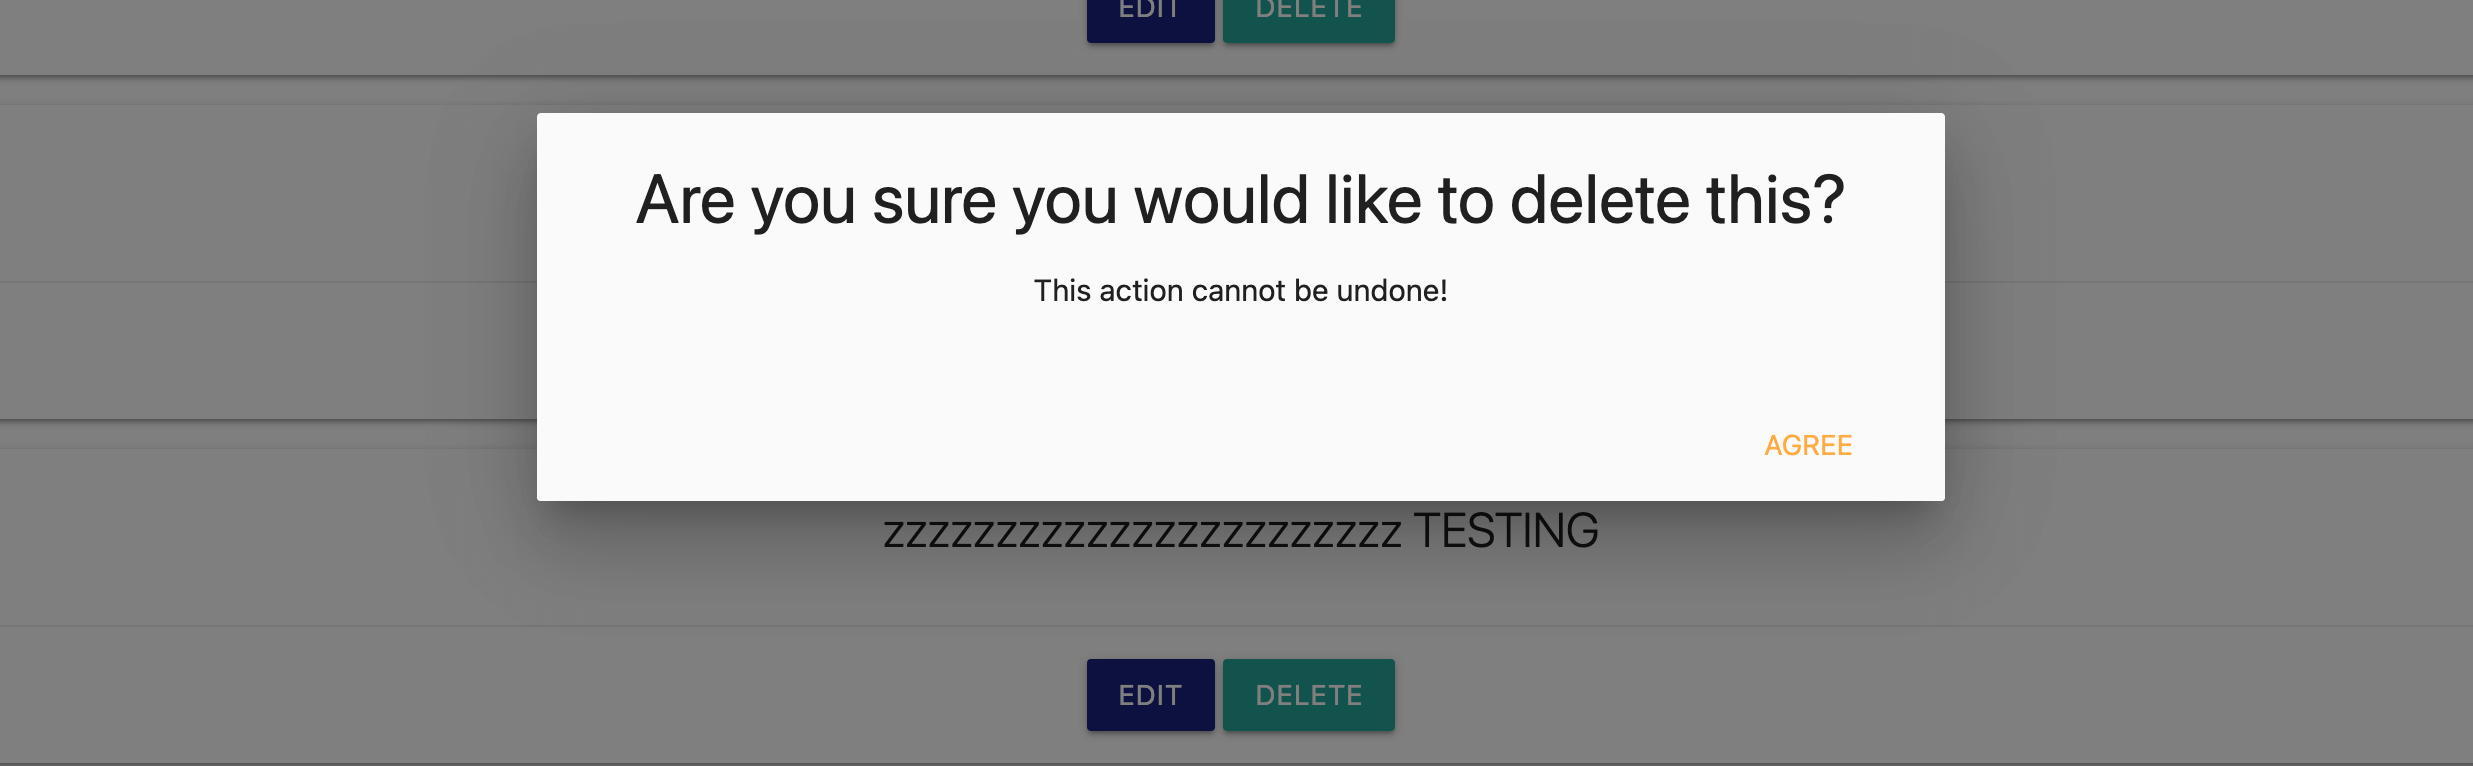 EDIT DELETE
Are you sure you would like to delete this?
This action cannot be undone!
AGREE
zzzzzzzzzzzzzzzzzzzzzzz TESTING
EDIT DELETE